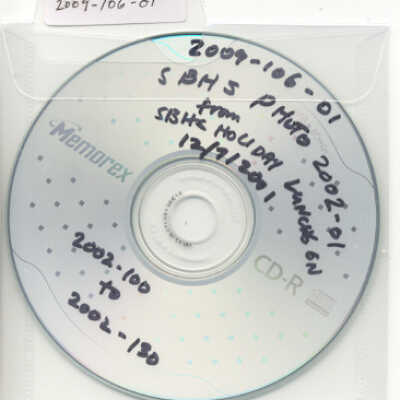 2009-106-01
2009-106-01
SBHS PHOTO 2002-01
from
SBHS HOLIDAY LUNCHEON
12/7/2001
Memorex
CD-R
2002-100
to
2002-130